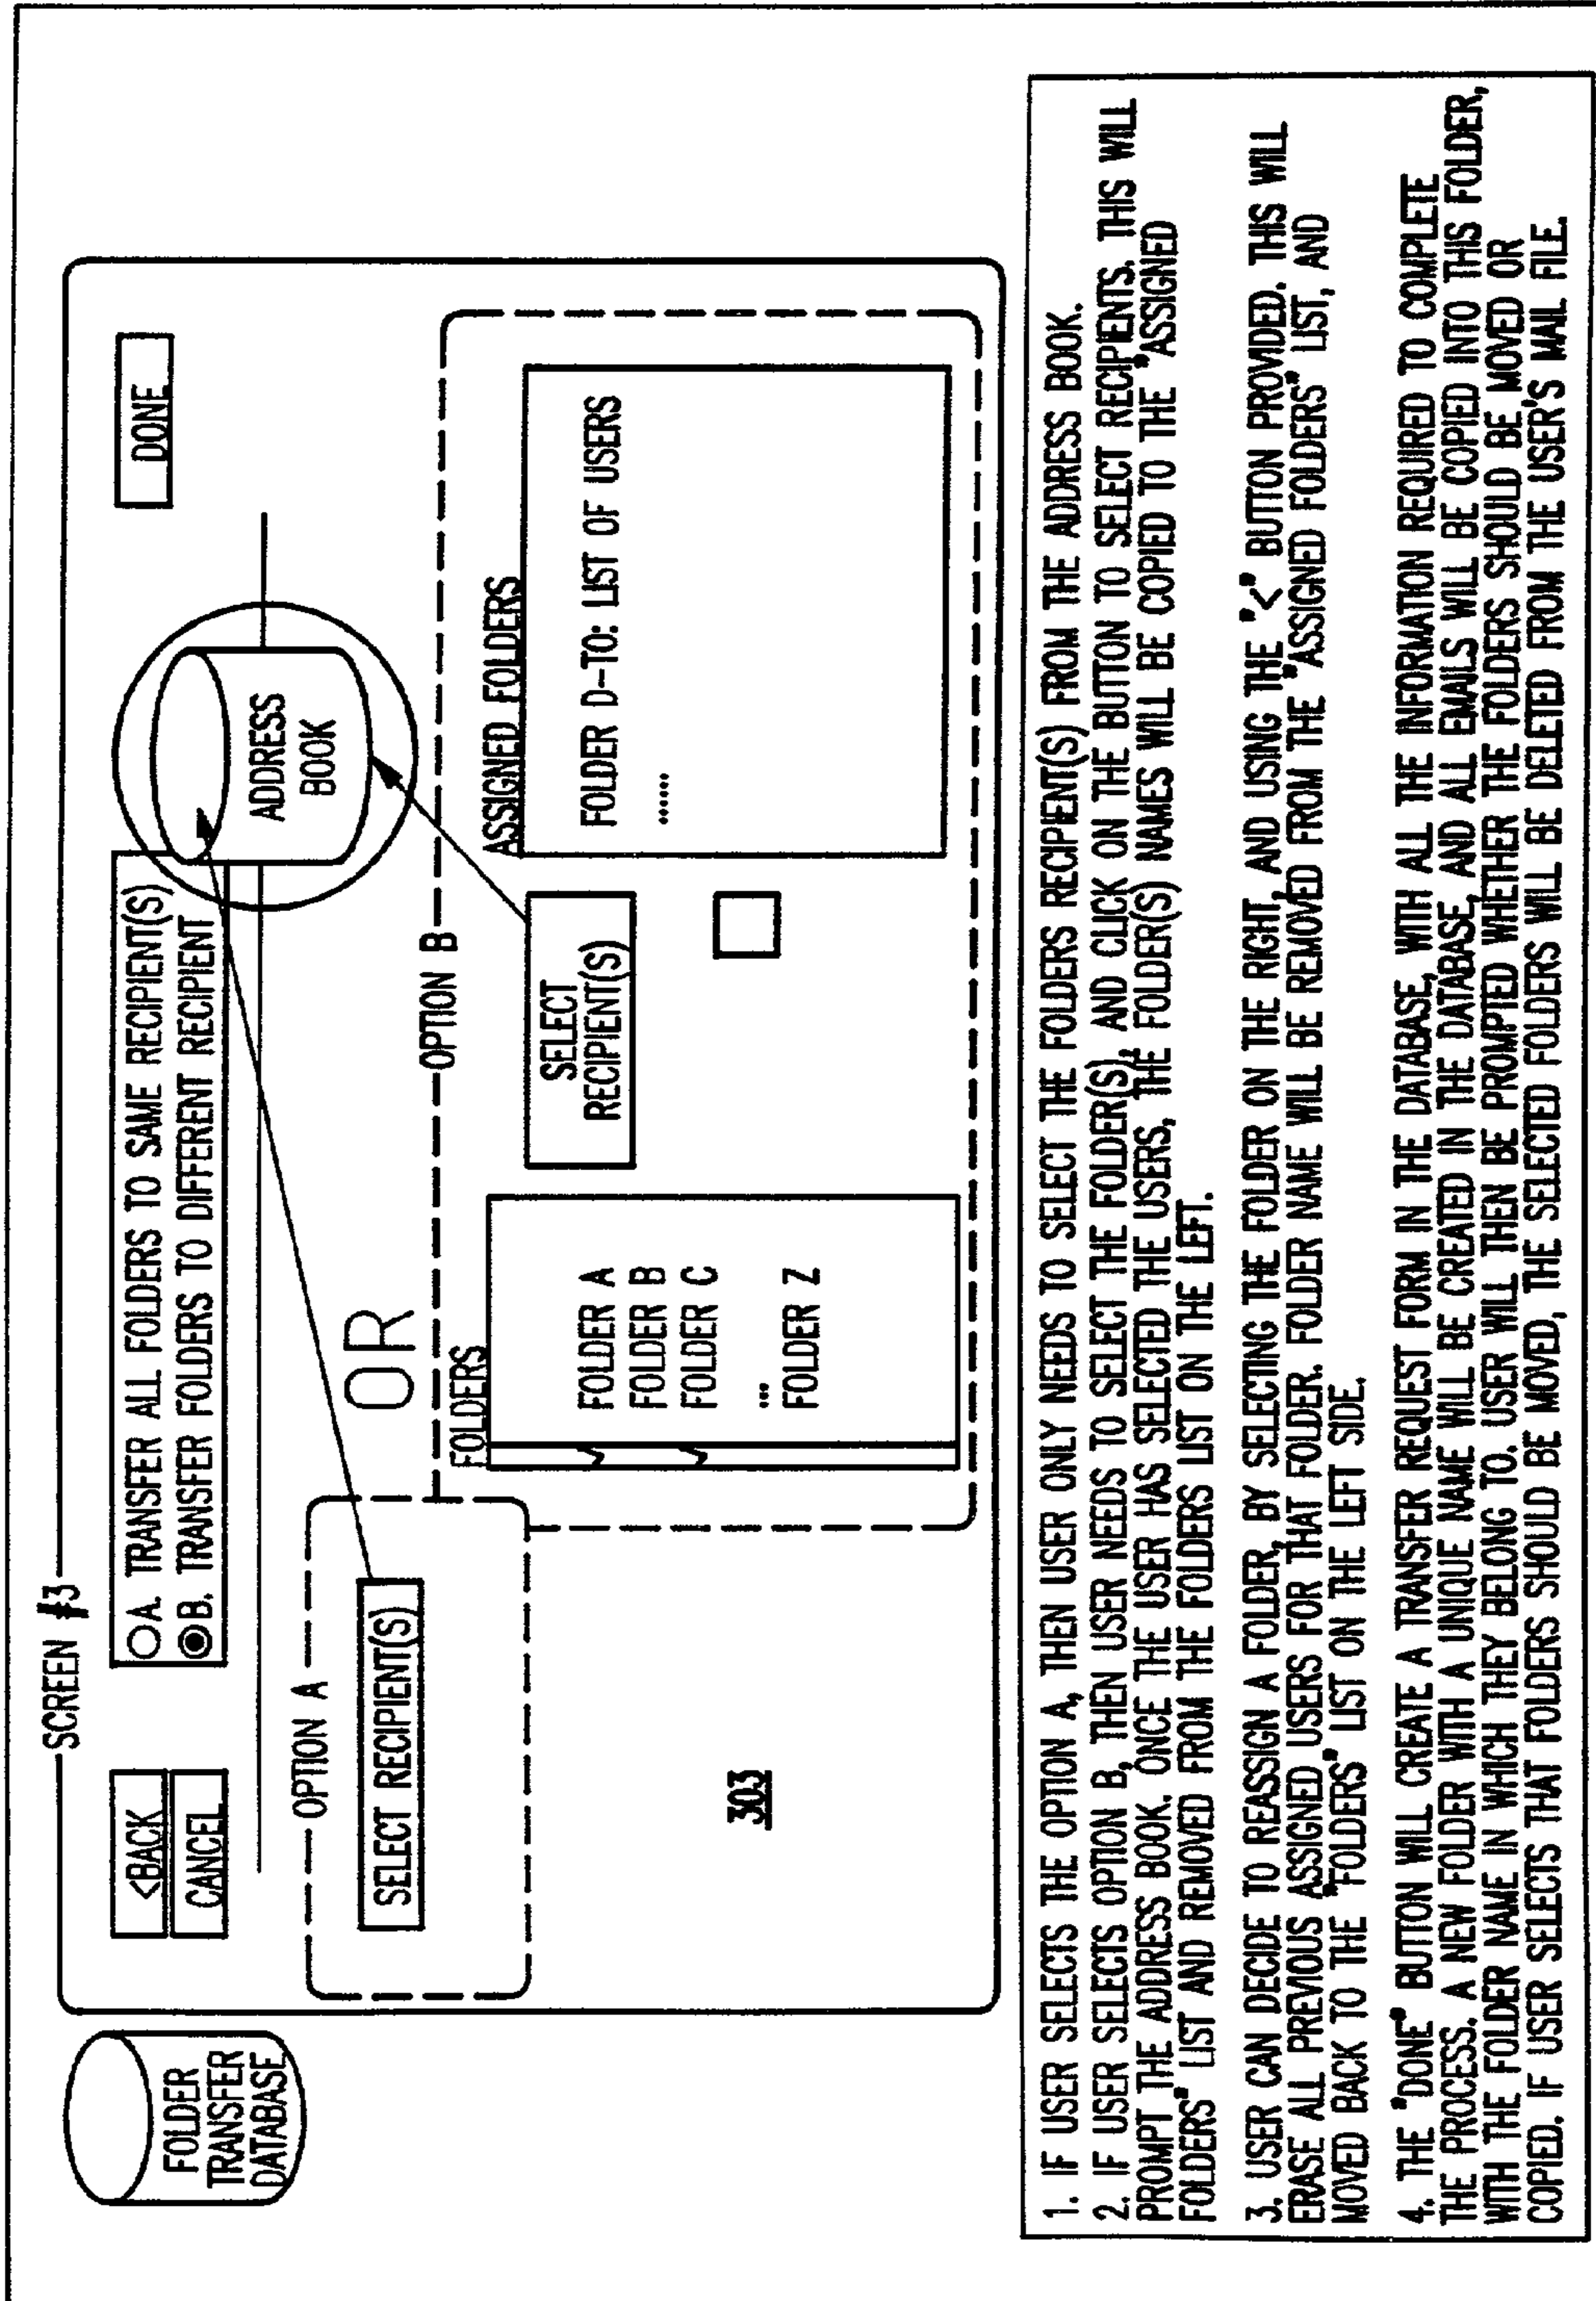 SCREEN #3
FOLDER
TRANSFER
DATABASE
<BACK
CANCEL
A. TRANSFER ALL FOLDERS TO SAME RECIPIENT(S)
B. TRANSFER FOLDERS TO DIFFERENT RECIPIENT
ADDRESS
BOOK
DONE
OPTION A
SELECT RECIPIENT(S)
OR
OPTION B
FOLDERS
FOLDER A
FOLDER B
FOLDER C
...
FOLDER Z
SELECT
RECIPIENT(S)
ASSIGNED FOLDERS
FOLDER D-TO: LIST OF USERS
......
303
1. IF USER SELECTS THE OPTION A, THEN USER ONLY NEEDS TO SELECT THE FOLDERS RECIPIENT(S) FROM THE ADDRESS BOOK.
2. IF USER SELECTS OPTION B, THEN USER NEEDS TO SELECT THE FOLDER(S), AND CLICK ON THE BUTTON TO SELECT RECIPIENTS. THIS WILL
PROMPT THE ADDRESS BOOK. ONCE THE USER HAS SELECTED THE USERS, THE FOLDER(S) NAMES WILL BE COPIED TO THE "ASSIGNED
FOLDERS" LIST AND REMOVED FROM THE FOLDERS LIST ON THE LEFT.
3. USER CAN DECIDE TO REASSIGN A FOLDER, BY SELECTING THE FOLDER ON THE RIGHT, AND USING THE "<" BUTTON PROVIDED. THIS WILL
ERASE ALL PREVIOUS ASSIGNED USERS FOR THAT FOLDER. FOLDER NAME WILL BE REMOVED FROM THE "ASSIGNED FOLDERS" LIST, AND
MOVED BACK TO THE "FOLDERS" LIST ON THE LEFT SIDE.
4. THE "DONE" BUTTON WILL CREATE A TRANSFER REQUEST FORM IN THE DATABASE, WITH ALL THE INFORMATION REQUIRED TO COMPLETE
THE PROCESS. A NEW FOLDER WITH A UNIQUE NAME WILL BE CREATED IN THE DATABASE, AND ALL EMAILS WILL BE COPIED INTO THIS FOLDER,
WITH THE FOLDER NAME IN WHICH THEY BELONG TO. USER WILL THEN BE PROMPTED WHETHER THE FOLDERS SHOULD BE MOVED OR
COPIED. IF USER SELECTS THAT FOLDERS SHOULD BE MOVED, THE SELECTED FOLDERS WILL BE DELETED FROM THE USER'S MAIL FILE.